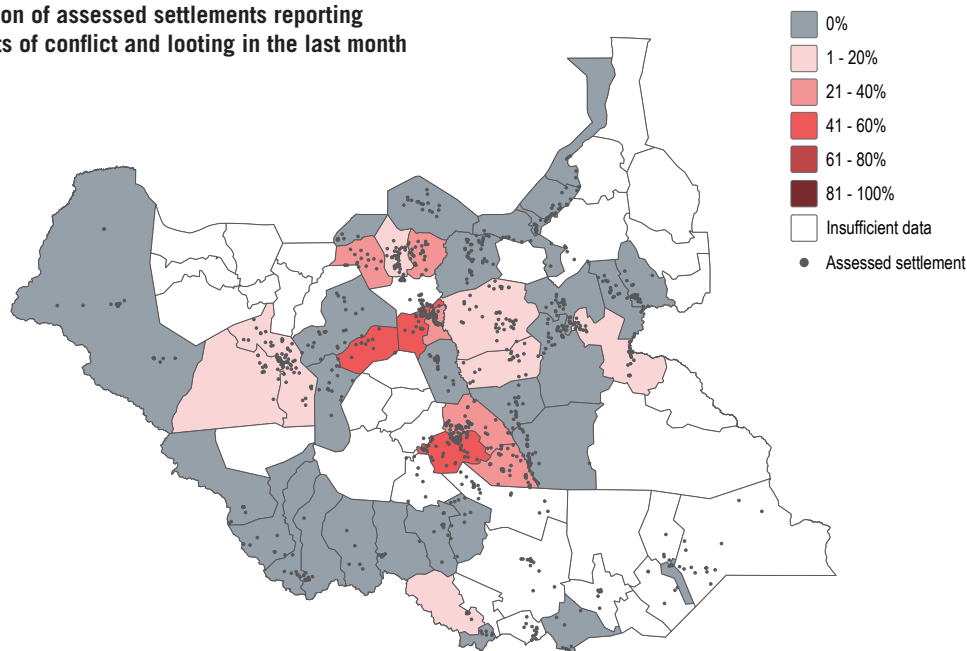 on of assessed settlements reporting
s of conflict and looting in the last month
0%
1 - 20%
21 - 40%
41 - 60%
61 - 80%
81 - 100%
Insufficient data
Assessed settlement